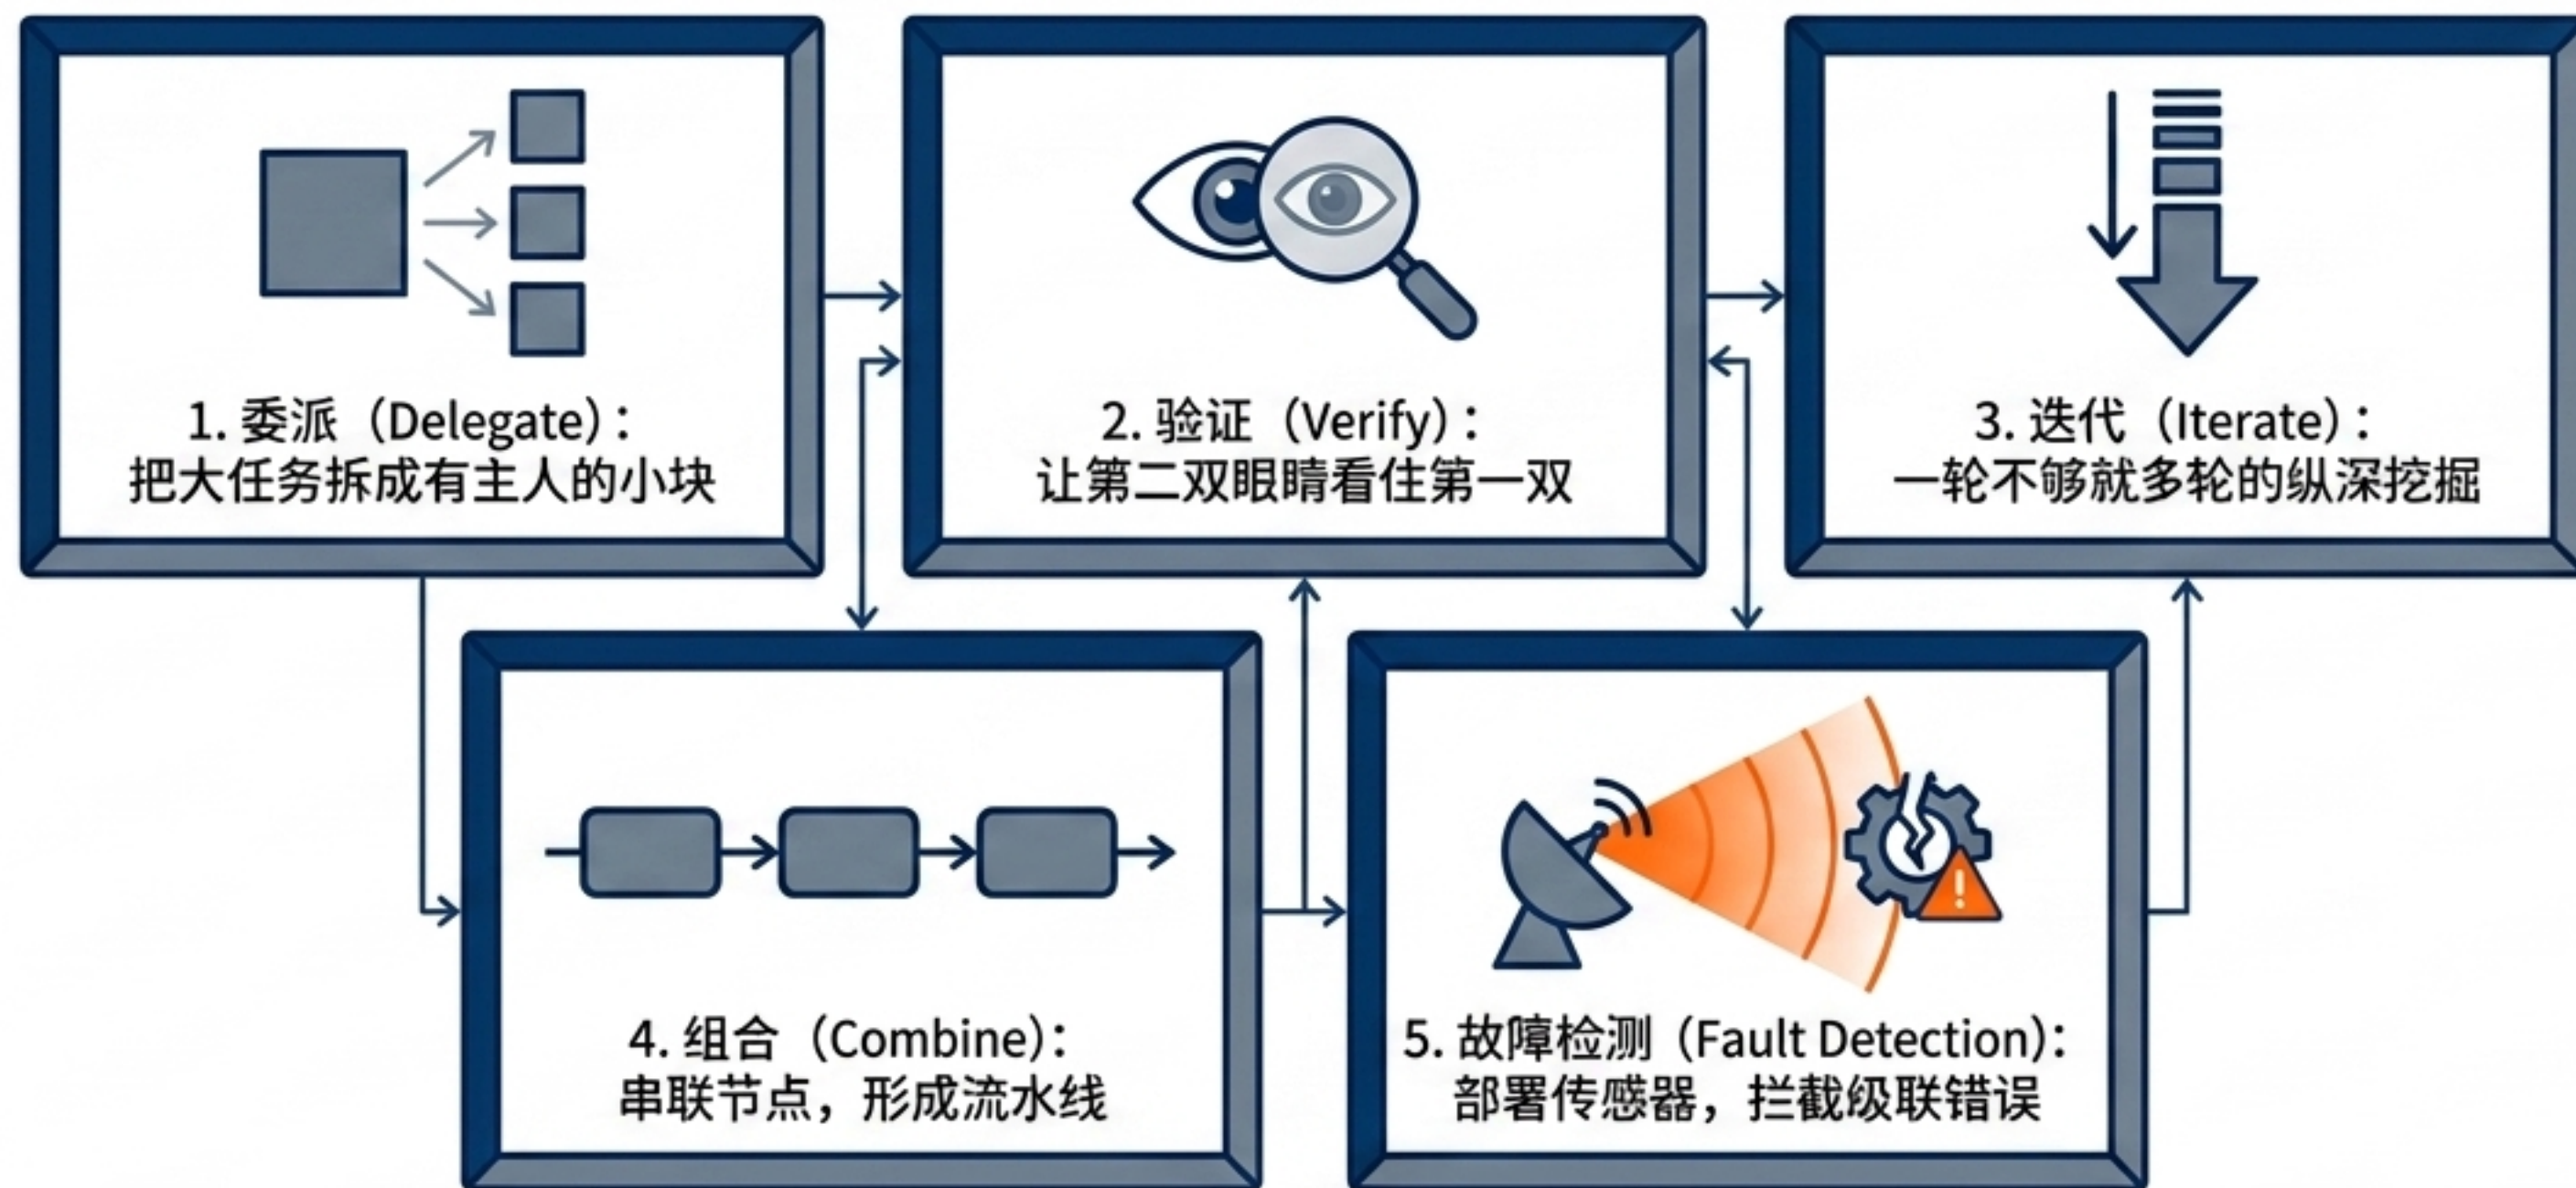 1. 委派（Delegate）：
把大任务拆成有主人的小块
2. 验证（Verify）：
让第二双眼睛看住第一双
3. 迭代（Iterate）：
一轮不够就多轮的纵深挖掘
4. 组合（Combine）：
串联节点，形成流水线
5. 故障检测（Fault Detection）：
部署传感器，拦截级联错误